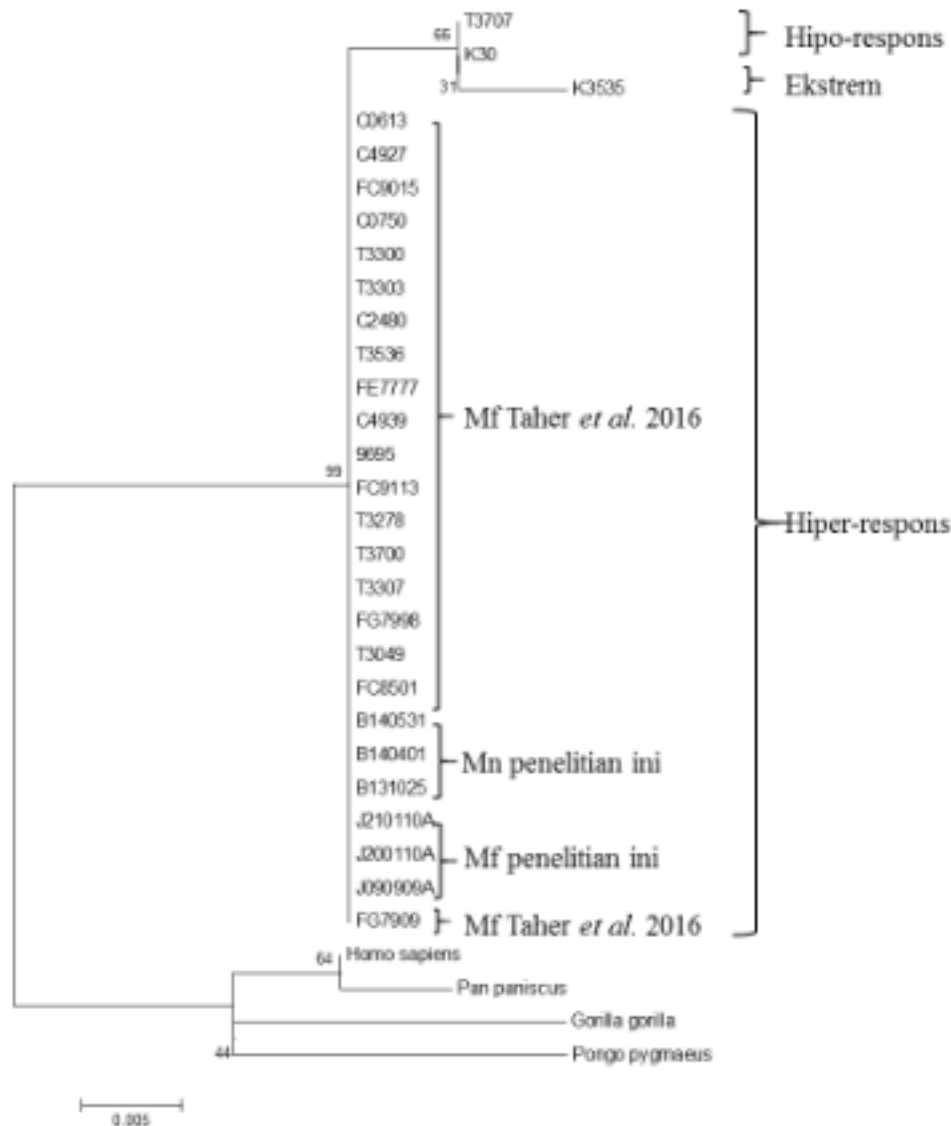 T3707
66
Hipo-respons
K30
31
K3535
Ekstrem
C0613
C4927
FC9015
C0750
T3300
T3303
C2480
T3536
FE7777
C4939
Mf Taher et al. 2016
9695
99
FC9113
T3278
Hiper-respons
T3700
T3307
FG7998
T3049
FC8501
B140531
B140401
Mn penelitian ini
B131025
J210110A
J200110A
Mf penelitian ini
J090909A
FG7909
Mf Taher et al. 2016
64
Homo sapiens
Pan paniscus
Gorilla gorilla
44
Pongo pygmaeus
0.005